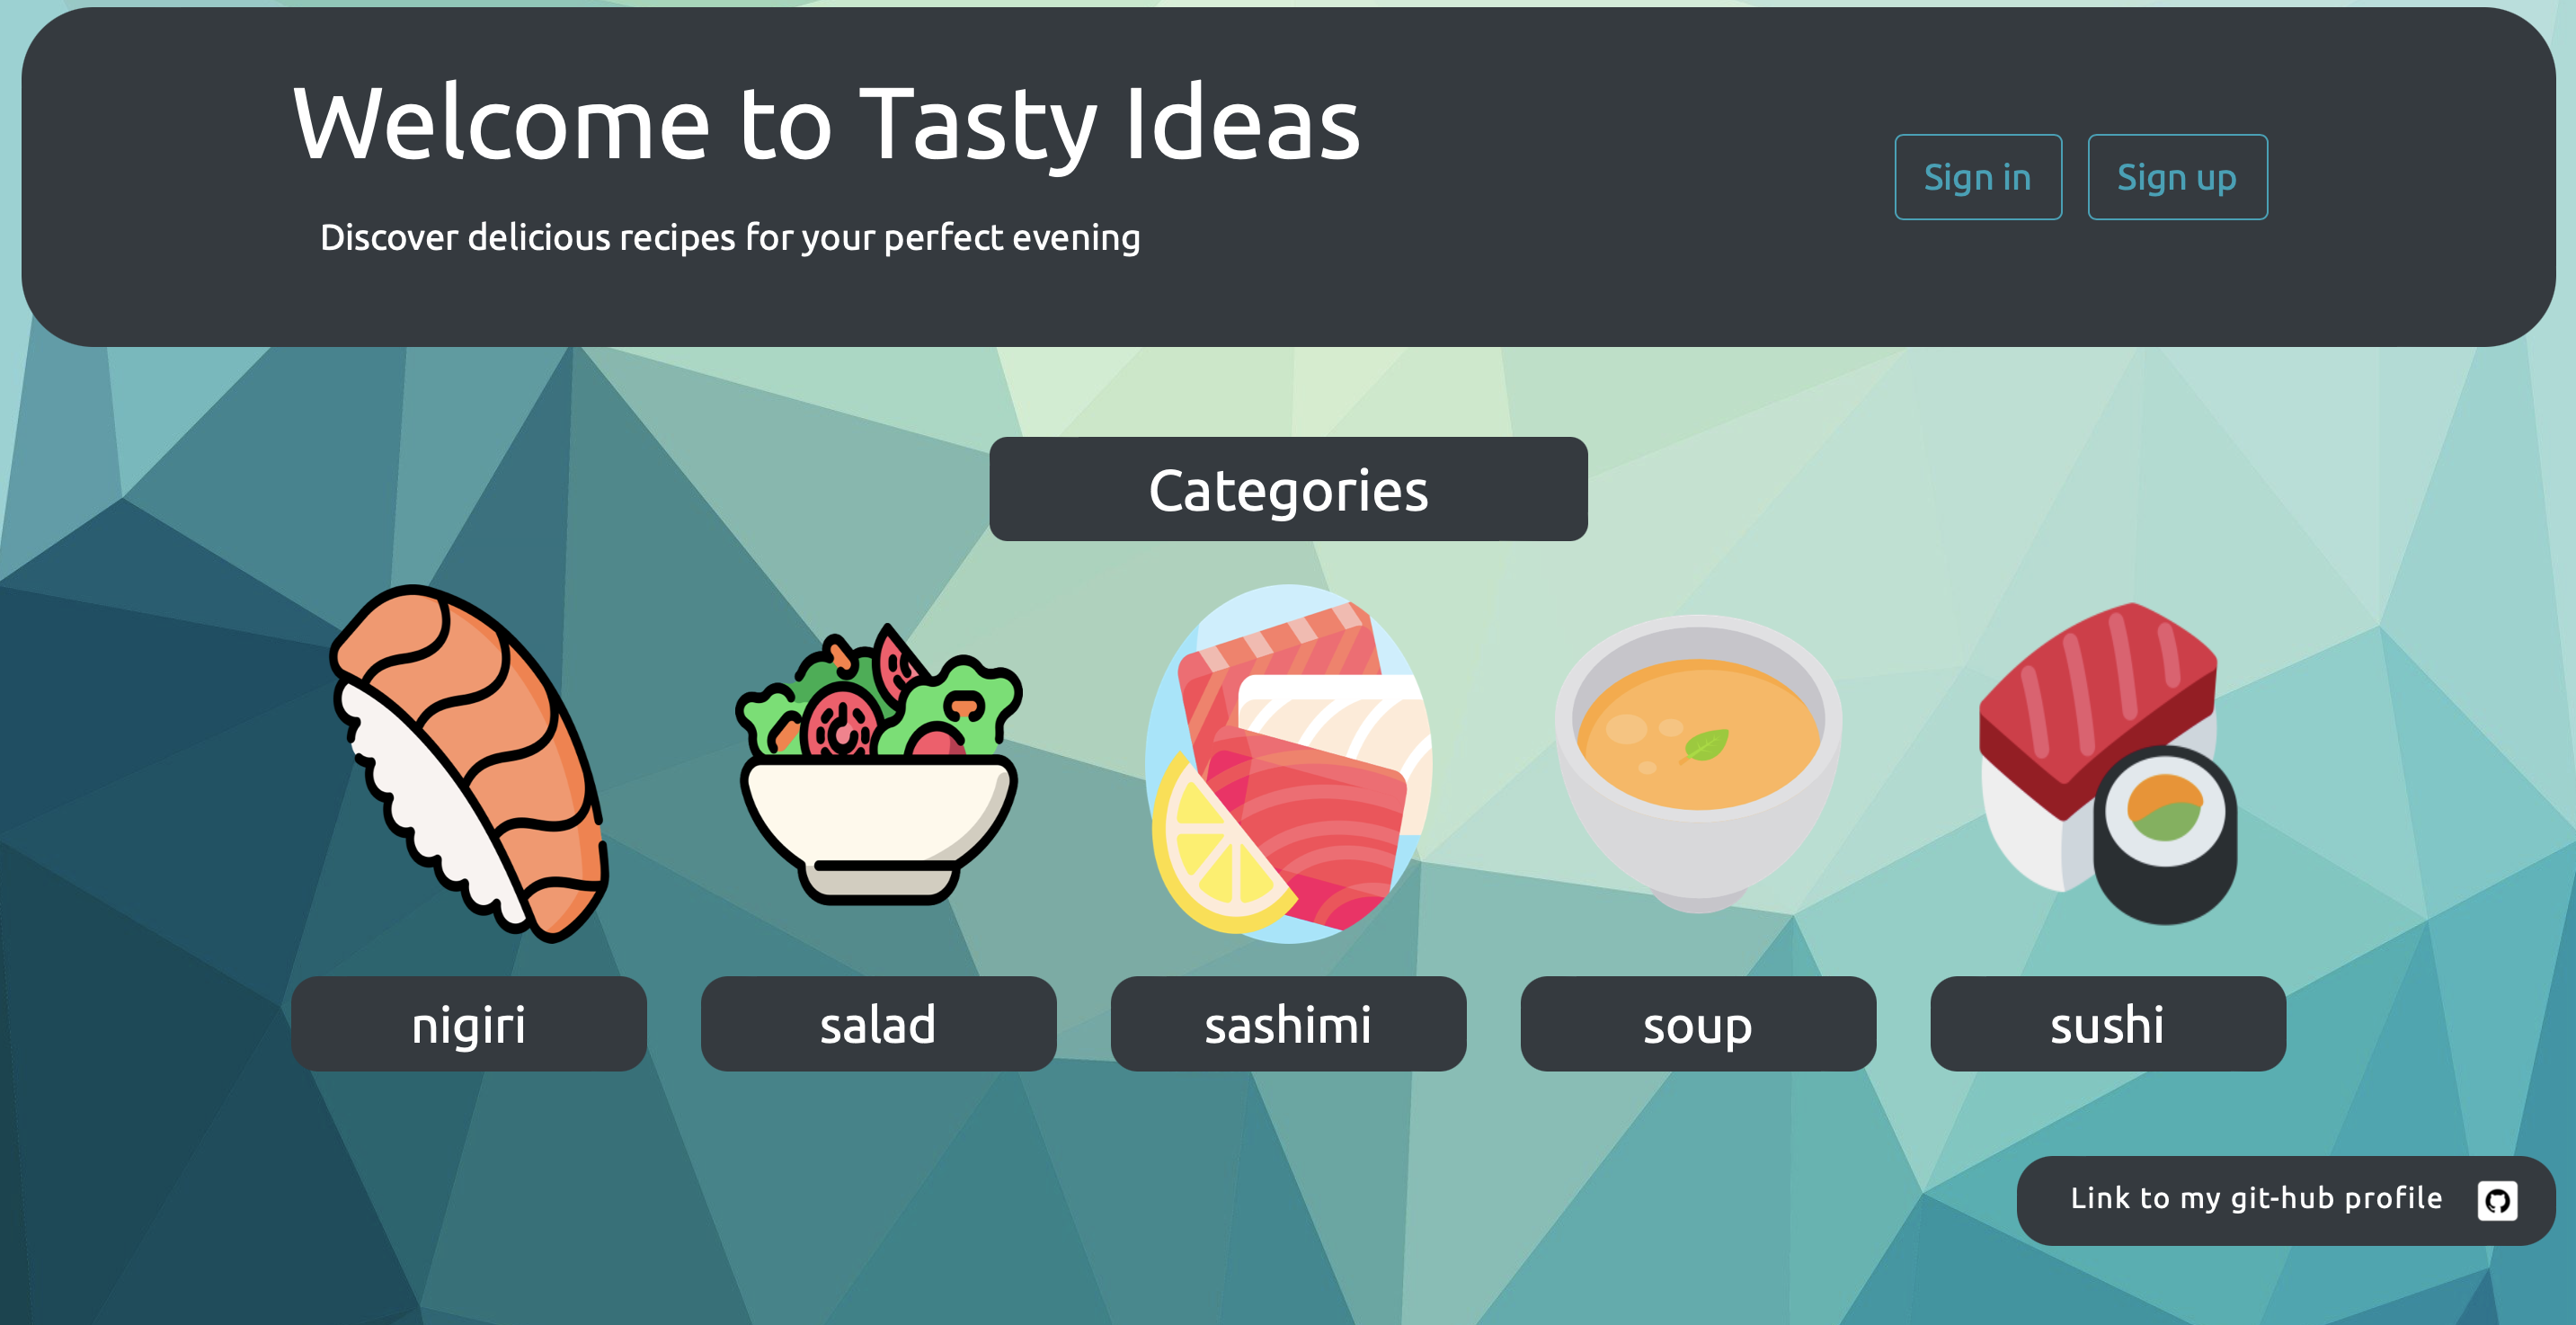 Welcome to Tasty Ideas
Discover delicious recipes for your perfect evening
Sign in
Sign up
Categories
nigiri
salad
sashimi
soup
sushi
Link to my git-hub profile